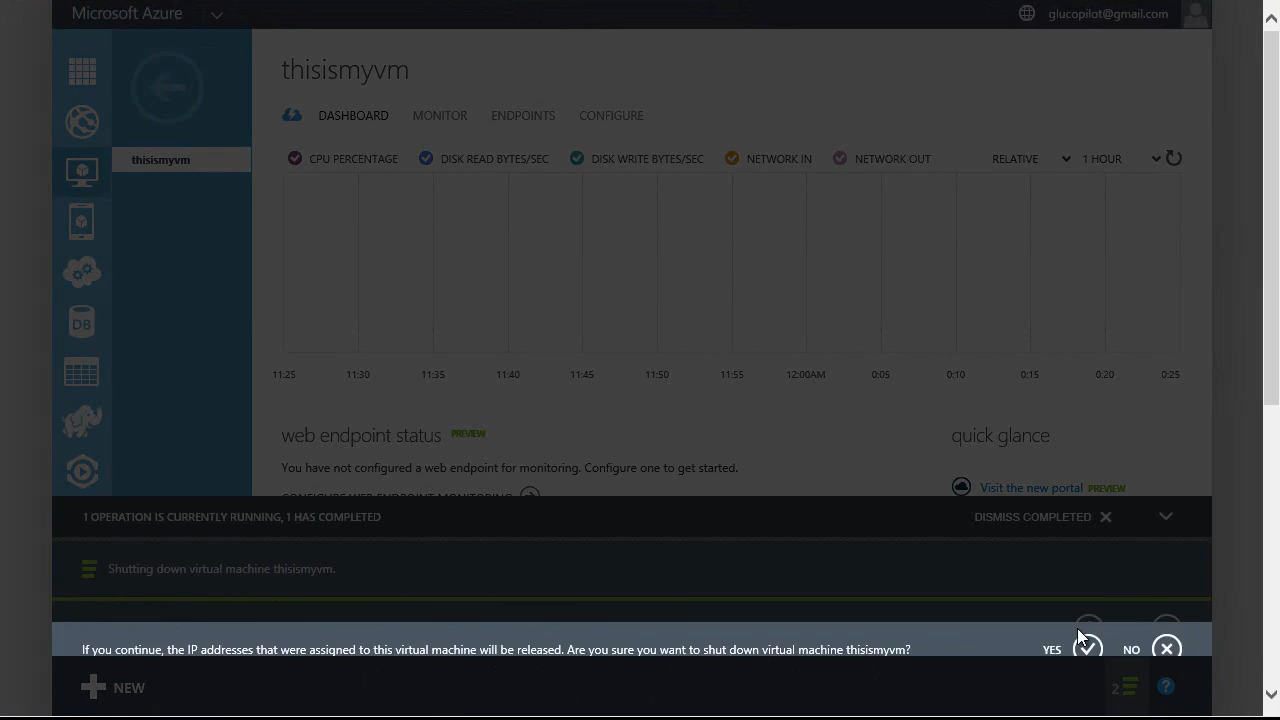 Microsoft Azure
glucopilot@gmail.com
thisismyvm
DASHBOARD MONITOR ENDPOINTS CONFIGURE
thisismyvm
CPU PERCENTAGE DISK READ BYTES/SEC DISK WRITE BYTES/SEC NETWORK IN NETWORK OUT RELATIVE 1 HOUR
DB
11:25 11:30 11:35 11:40 11:45 11:50 11:55 12:00AM 0:05 0:10 0:15 0:20 0:25
web endpoint status PREVIEW
quick glance
You have not configured a web endpoint for monitoring. Configure one to get started.
CONFIGURE WEB ENDPOINT MONITORING
Visit the new portal PREVIEW
1 OPERATION IS CURRENTLY RUNNING, 1 HAS COMPLETED
DISMISS COMPLETED
Shutting down virtual machine thisismyvm.
If you continue, the IP addresses that were assigned to this virtual machine will be released. Are you sure you want to shut down virtual machine thisismyvm?
YES NO
NEW
2 ?